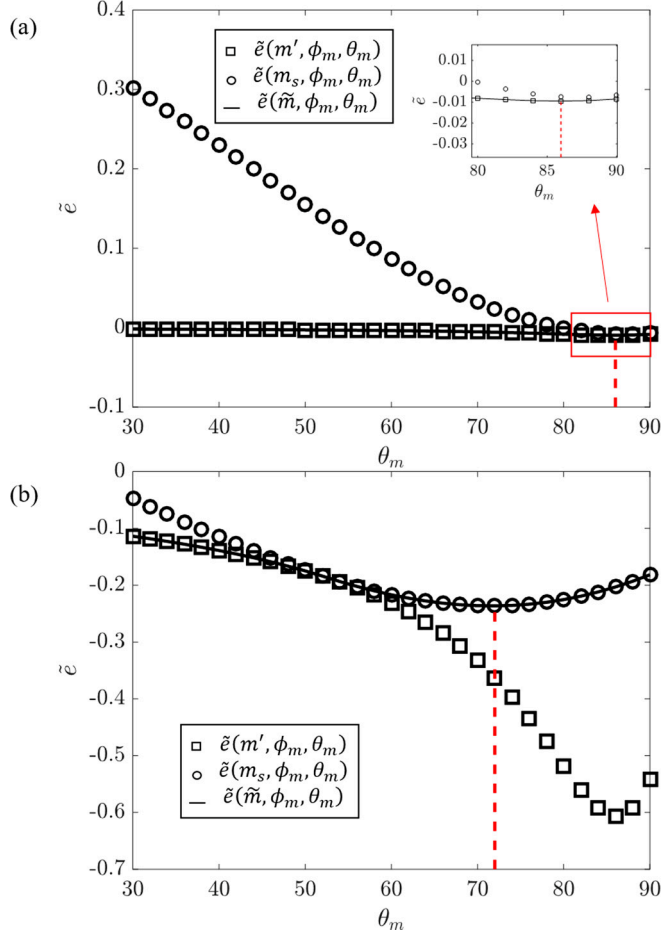 (a)
0.4
0.3
0.2
0.1
0
-0.1
ẽ
30 40 50 60 70 80 90
θₘ
ẽ(m′, ϕₘ, θₘ)
ẽ(mₛ, ϕₘ, θₘ)
ẽ(m̃, ϕₘ, θₘ)
0.01
0
-0.01
-0.03
ẽ
80 85 90
θₘ
(b)
0
-0.1
-0.2
-0.3
-0.4
-0.5
-0.6
-0.7
ẽ
ẽ(m′, ϕₘ, θₘ)
ẽ(mₛ, ϕₘ, θₘ)
ẽ(m̃, ϕₘ, θₘ)
30 40 50 60 70 80 90
θₘ